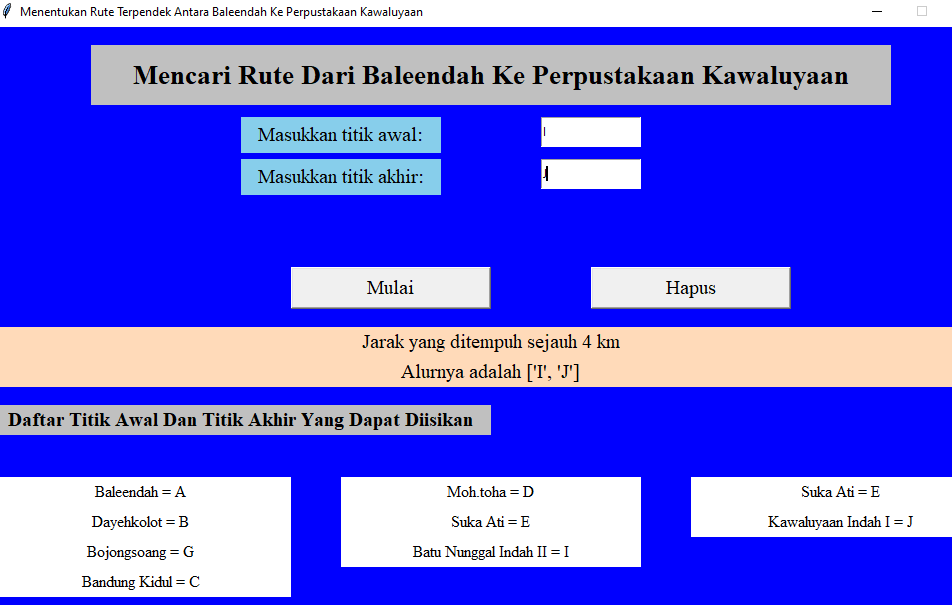 Menentukan Rute Terpendek Antara Baleendah Ke Perpustakaan Kawaluyaan
Mencari Rute Dari Baleendah Ke Perpustakaan Kawaluyaan
Masukkan titik awal: I
Masukkan titik akhir: J
Mulai Hapus
Jarak yang ditempuh sejauh 4 km
Alurnya adalah ['I', 'J']
Daftar Titik Awal Dan Titik Akhir Yang Dapat Diisikan
Baleendah = A
Dayehkolot = B
Bojongsoang = G
Bandung Kidul = C
Moh.toha = D
Suka Ati = E
Batu Nunggal Indah II = I
Suka Ati = E
Kawaluyaan Indah I = J